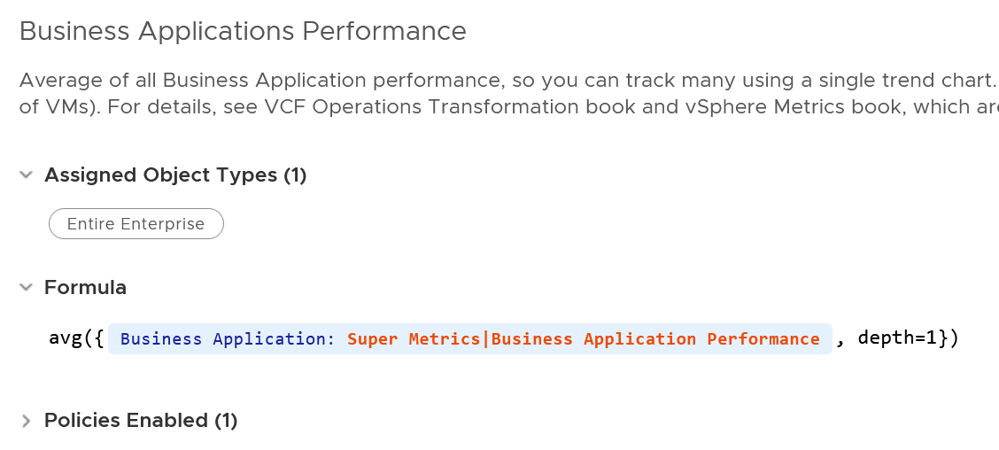 Business Applications Performance
Average of all Business Application performance, so you can track many using a single trend chart.
of VMs). For details, see VCF Operations Transformation book and vSphere Metrics book, which are
Assigned Object Types (1)
Entire Enterprise
Formula
avg({ Business Application: Super Metrics|Business Application Performance , depth=1})
Policies Enabled (1)